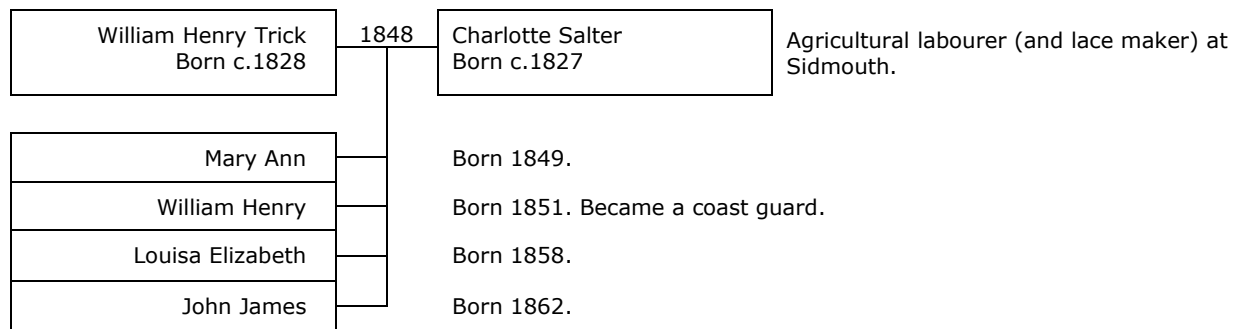 William Henry Trick
Born c.1828
1848
Charlotte Salter
Born c.1827
Agricultural labourer (and lace maker) at
Sidmouth.
Mary Ann
Born 1849.
William Henry
Born 1851. Became a coast guard.
Louisa Elizabeth
Born 1858.
John James
Born 1862.